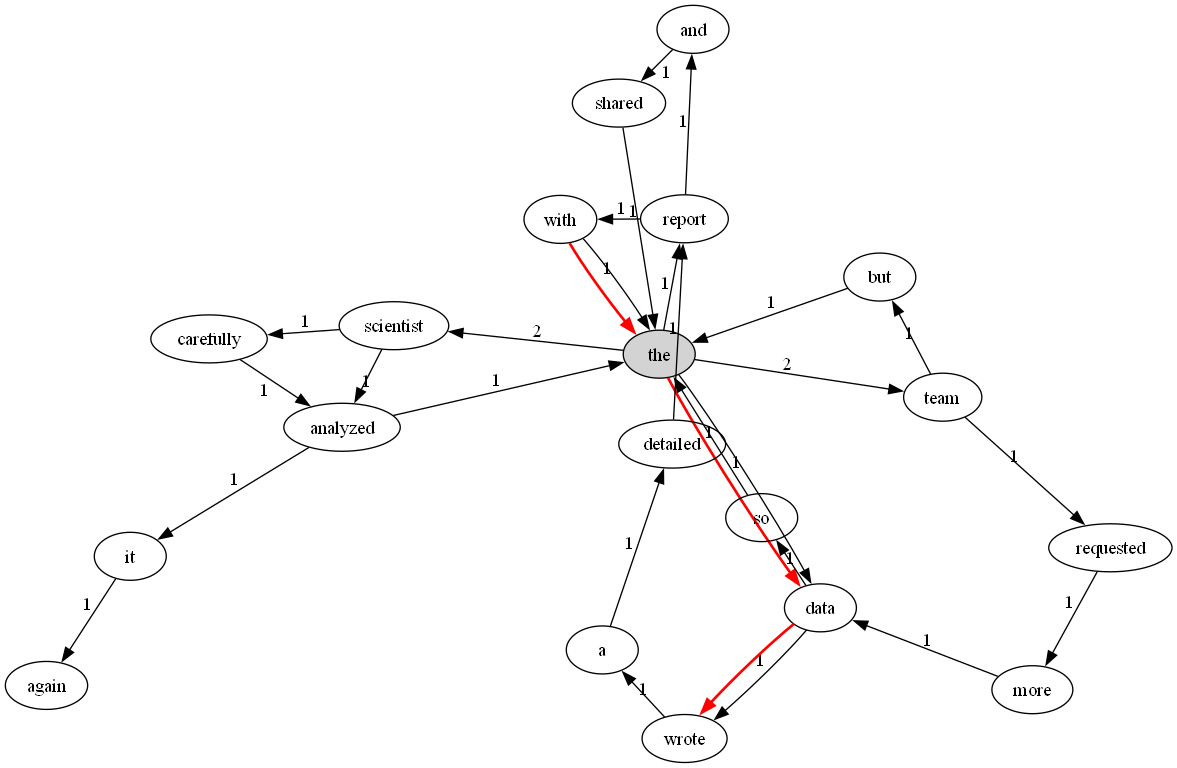 and
1
shared
1
with
1
1
report
1
1
but
1
scientist
1
carefully
2
1
the
2
1
team
1
1
analyzed
1
1
detailed
1
1
1
1
so
it
requested
1
1
1
1
data
1
a
1
1
again
more
1
wrote